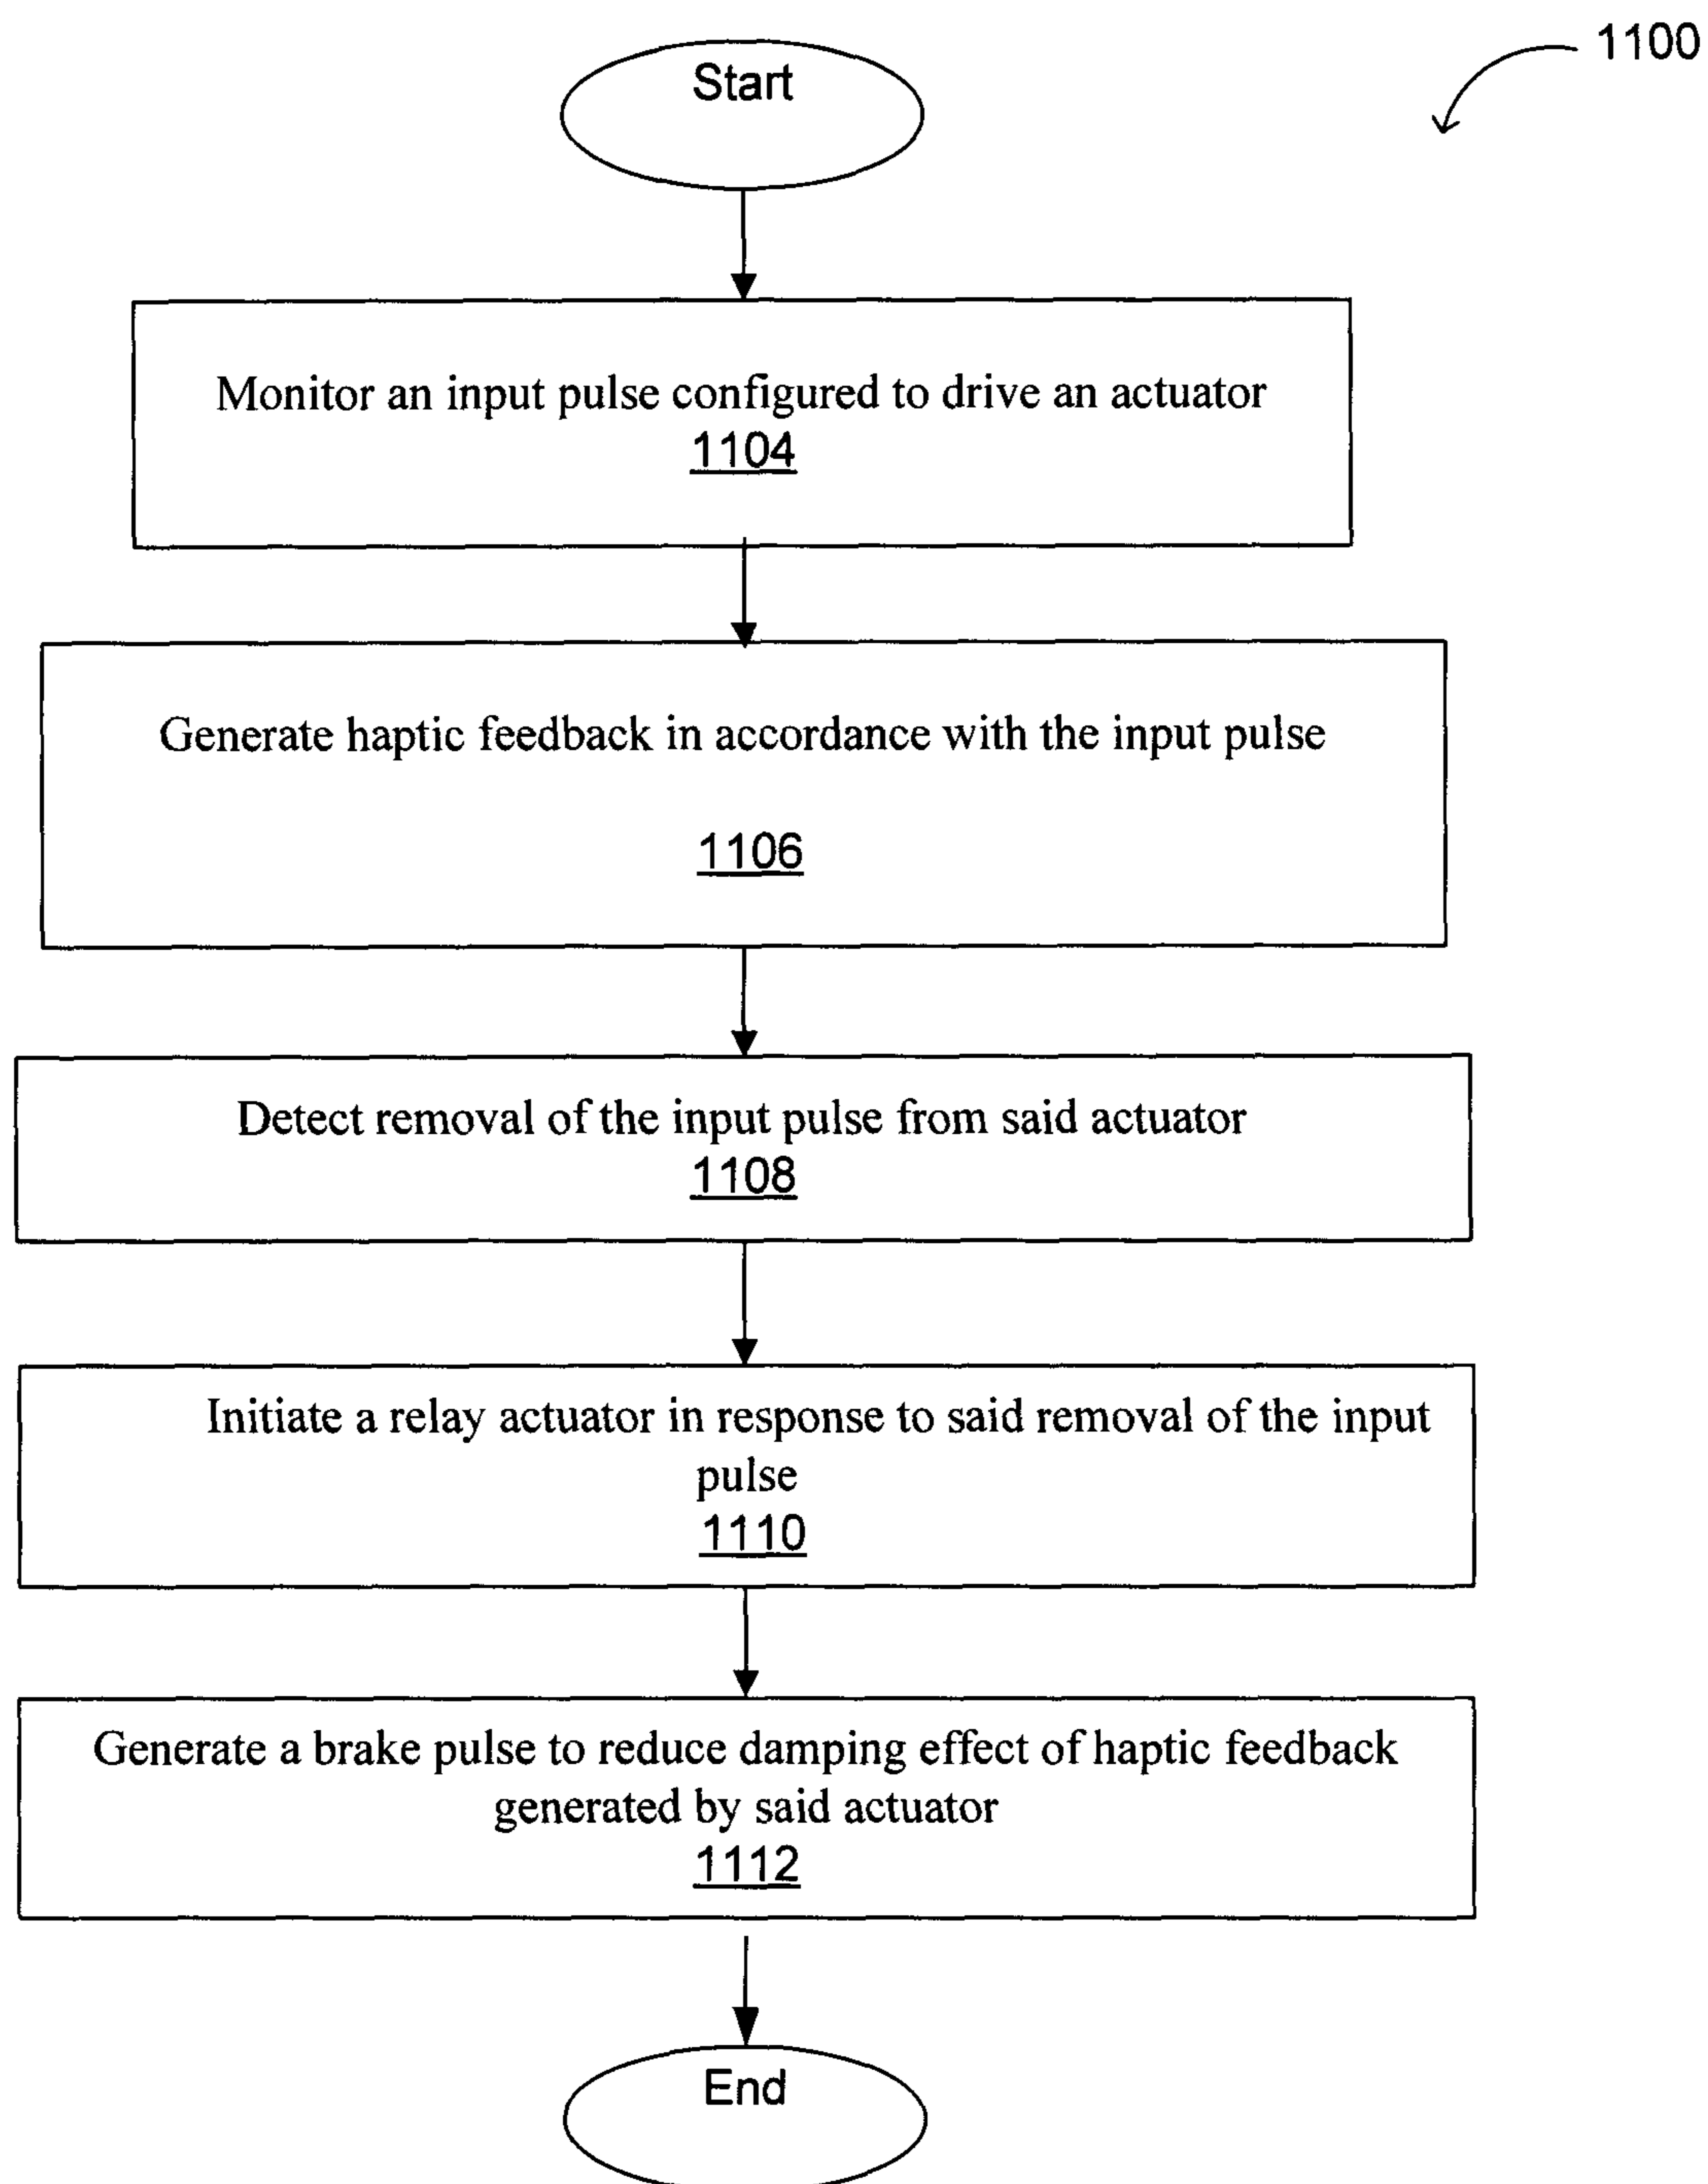 1100
Start
Monitor an input pulse configured to drive an actuator
1104
Generate haptic feedback in accordance with the input pulse
1106
Detect removal of the input pulse from said actuator
1108
Initiate a relay actuator in response to said removal of the input
pulse
1110
Generate a brake pulse to reduce damping effect of haptic feedback
generated by said actuator
1112
End